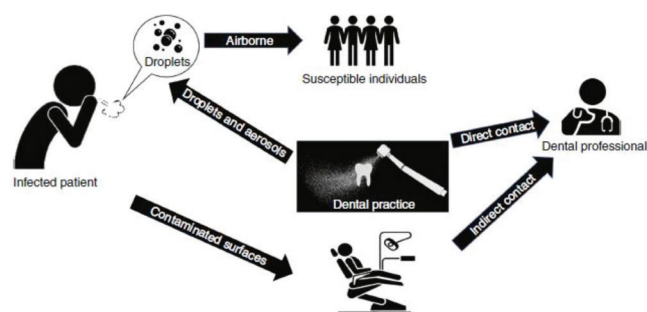 Droplets
Airborne
Susceptible individuals
Infected patient
Droplets and aerosols
Dental practice
Direct contact
Dental professional
Indirect contact
Contaminated surfaces